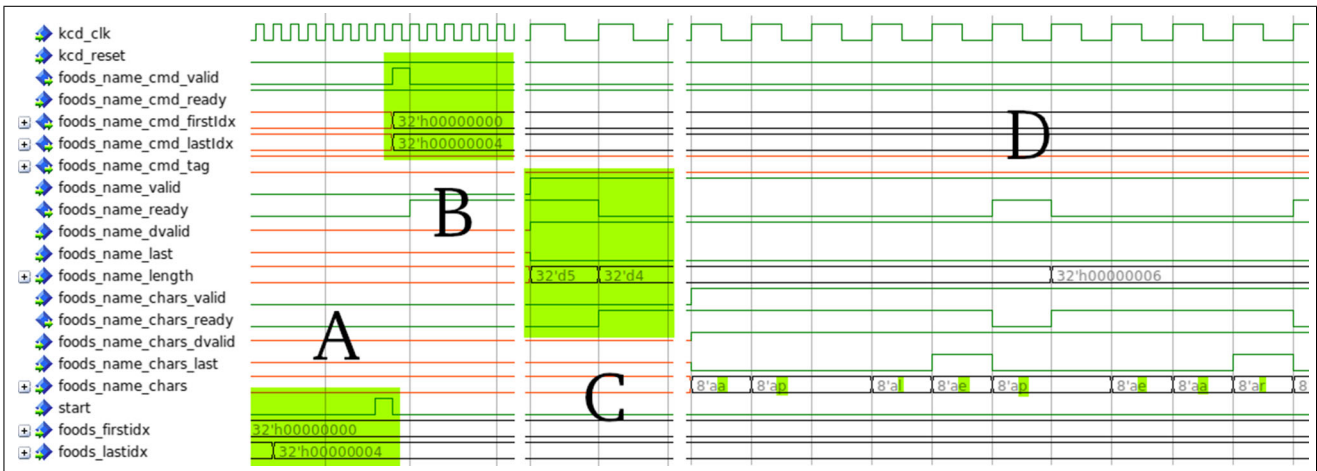 kcd_clk
kcd_reset
foods_name_cmd_valid
foods_name_cmd_ready
foods_name_cmd_firstIdx 32'h00000000
foods_name_cmd_lastIdx 32'h00000004
D
foods_name_cmd_tag
foods_name_valid
foods_name_ready
B
foods_name_dvalid
foods_name_last
foods_name_length 32'd5 32'd4 32'h00000006
foods_name_chars_valid
foods_name_chars_ready
A
foods_name_chars_dvalid
foods_name_chars_last
foods_name_chars 8'aa 8'ap 8'al 8'ae 8'ap 8'ae 8'aa 8'ar 8
C
start
foods_firstidx 32'h00000000
foods_lastidx 32'h00000004